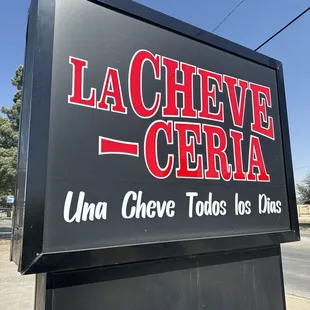 LA CHEVE
-CERIA
Una Cheve Todos los Dias